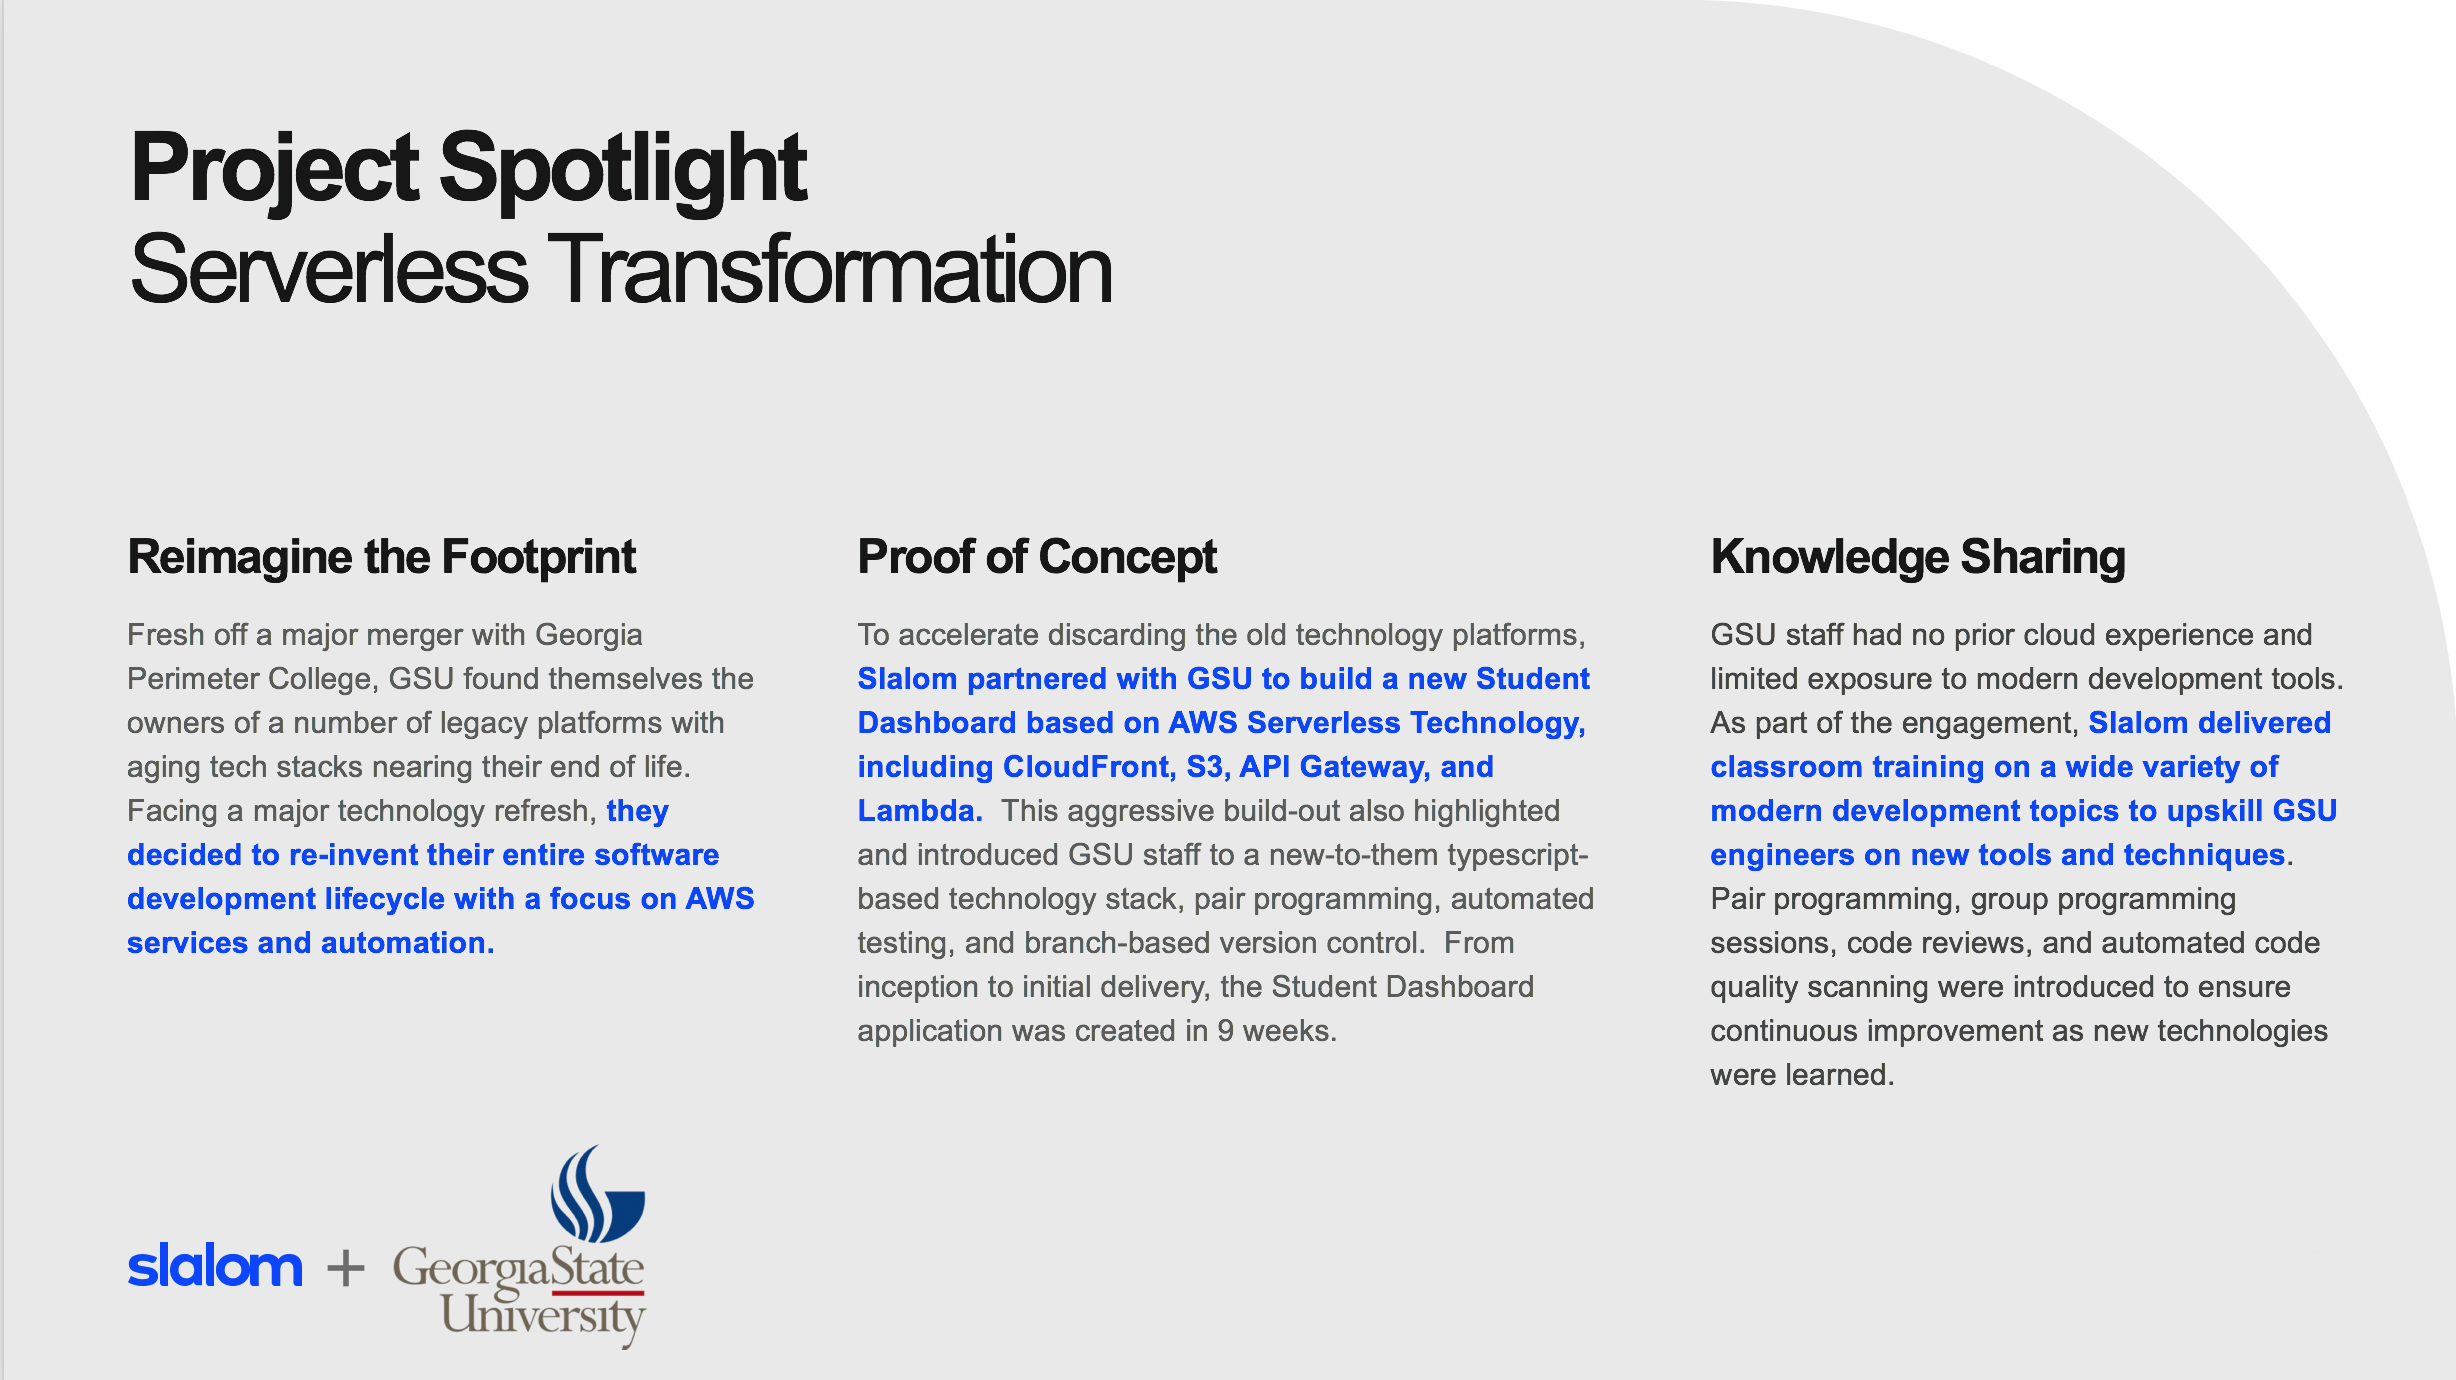 Project Spotlight
Serverless Transformation
Reimagine the Footprint
Fresh off a major merger with Georgia
Perimeter College, GSU found themselves the
owners of a number of legacy platforms with
aging tech stacks nearing their end of life.
Facing a major technology refresh, they
decided to re-invent their entire software
development lifecycle with a focus on AWS
services and automation.
Proof of Concept
To accelerate discarding the old technology platforms,
Slalom partnered with GSU to build a new Student
Dashboard based on AWS Serverless Technology,
including CloudFront, S3, API Gateway, and
Lambda.  This aggressive build-out also highlighted
and introduced GSU staff to a new-to-them typescript-
based technology stack, pair programming, automated
testing, and branch-based version control.  From
inception to initial delivery, the Student Dashboard
application was created in 9 weeks.
Knowledge Sharing
GSU staff had no prior cloud experience and
limited exposure to modern development tools.
As part of the engagement, Slalom delivered
classroom training on a wide variety of
modern development topics to upskill GSU
engineers on new tools and techniques.
Pair programming, group programming
sessions, code reviews, and automated code
quality scanning were introduced to ensure
continuous improvement as new technologies
were learned.
slalom + GeorgiaState
University